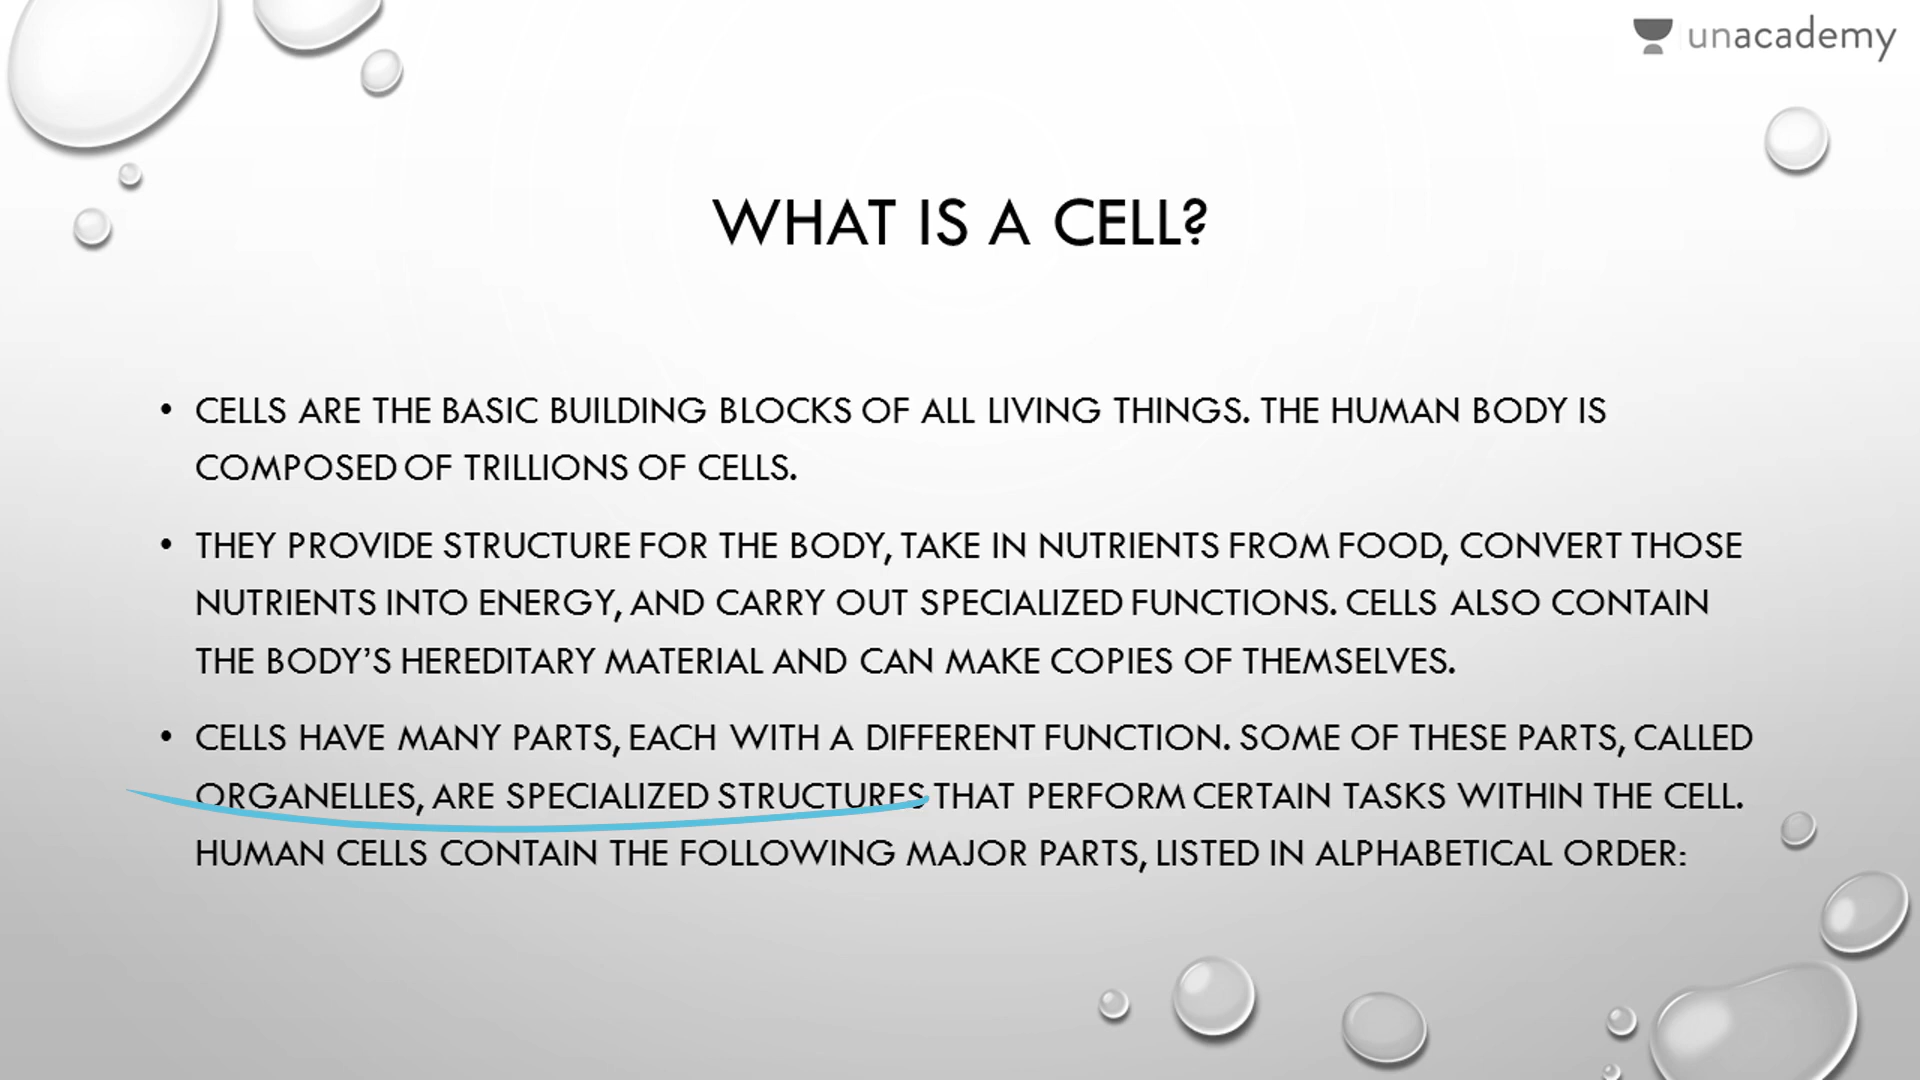 unacademy
WHAT IS A CELL?
• CELLS ARE THE BASIC BUILDING BLOCKS OF ALL LIVING THINGS. THE HUMAN BODY IS
COMPOSED OF TRILLIONS OF CELLS.
• THEY PROVIDE STRUCTURE FOR THE BODY, TAKE IN NUTRIENTS FROM FOOD, CONVERT THOSE
NUTRIENTS INTO ENERGY, AND CARRY OUT SPECIALIZED FUNCTIONS. CELLS ALSO CONTAIN
THE BODY’S HEREDITARY MATERIAL AND CAN MAKE COPIES OF THEMSELVES.
• CELLS HAVE MANY PARTS, EACH WITH A DIFFERENT FUNCTION. SOME OF THESE PARTS, CALLED
ORGANELLES, ARE SPECIALIZED STRUCTURES THAT PERFORM CERTAIN TASKS WITHIN THE CELL.
HUMAN CELLS CONTAIN THE FOLLOWING MAJOR PARTS, LISTED IN ALPHABETICAL ORDER: